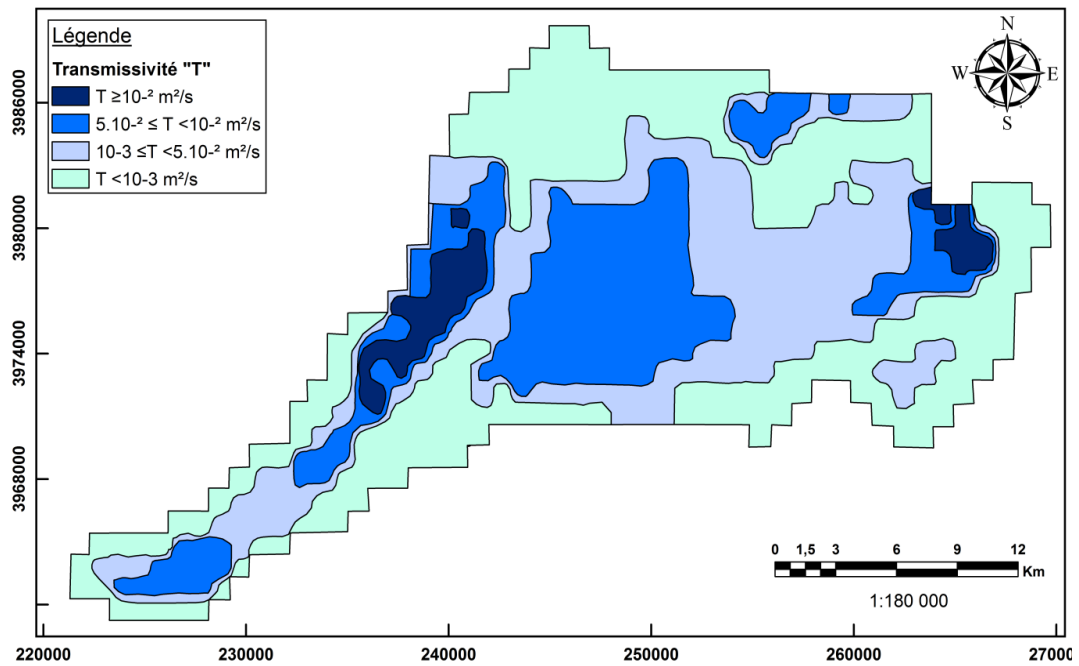 Légende
Transmissivité "T"
T ≥10-² m²/s
5.10-² ≤ T <10-² m²/s
10-3 ≤T <5.10-² m²/s
T <10-3 m²/s
N
W E
S
3986000
3980000
3974000
3968000
0 1,5 3 6 9 12
Km
1:180 000
220000 230000 240000 250000 260000 270000